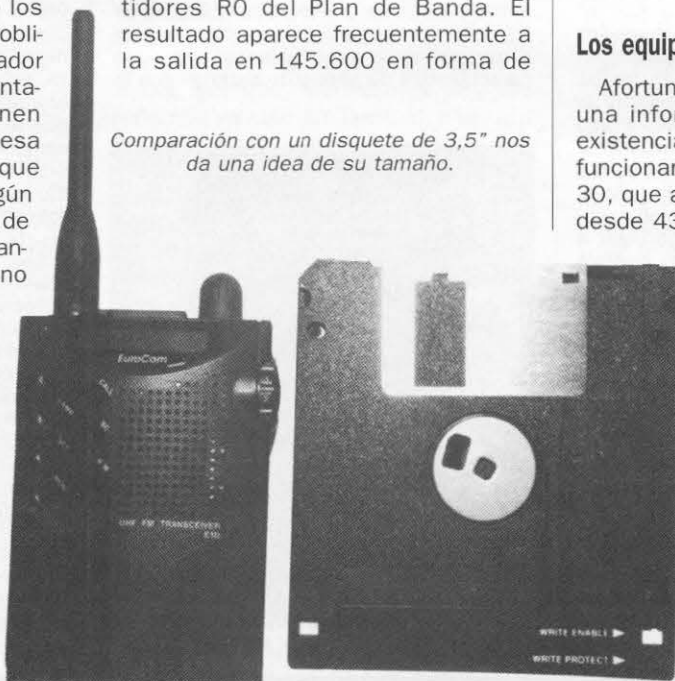 los
obli-
ador
nta-
nen
esa
que
gún
de
an-
no
tidores R0 del Plan de Banda. El
resultado aparece frecuentemente a
la salida en 145.600 en forma de
Comparación con un disquete de 3,5" nos
da una idea de su tamaño.
Los equip
Afortun
una infor
existencia
funcionar
30, que a
desde 43
EuroCom
CALL
UHF FM TRANSCEIVER
E10
WRITE ENABLE
WRITE PROTECT